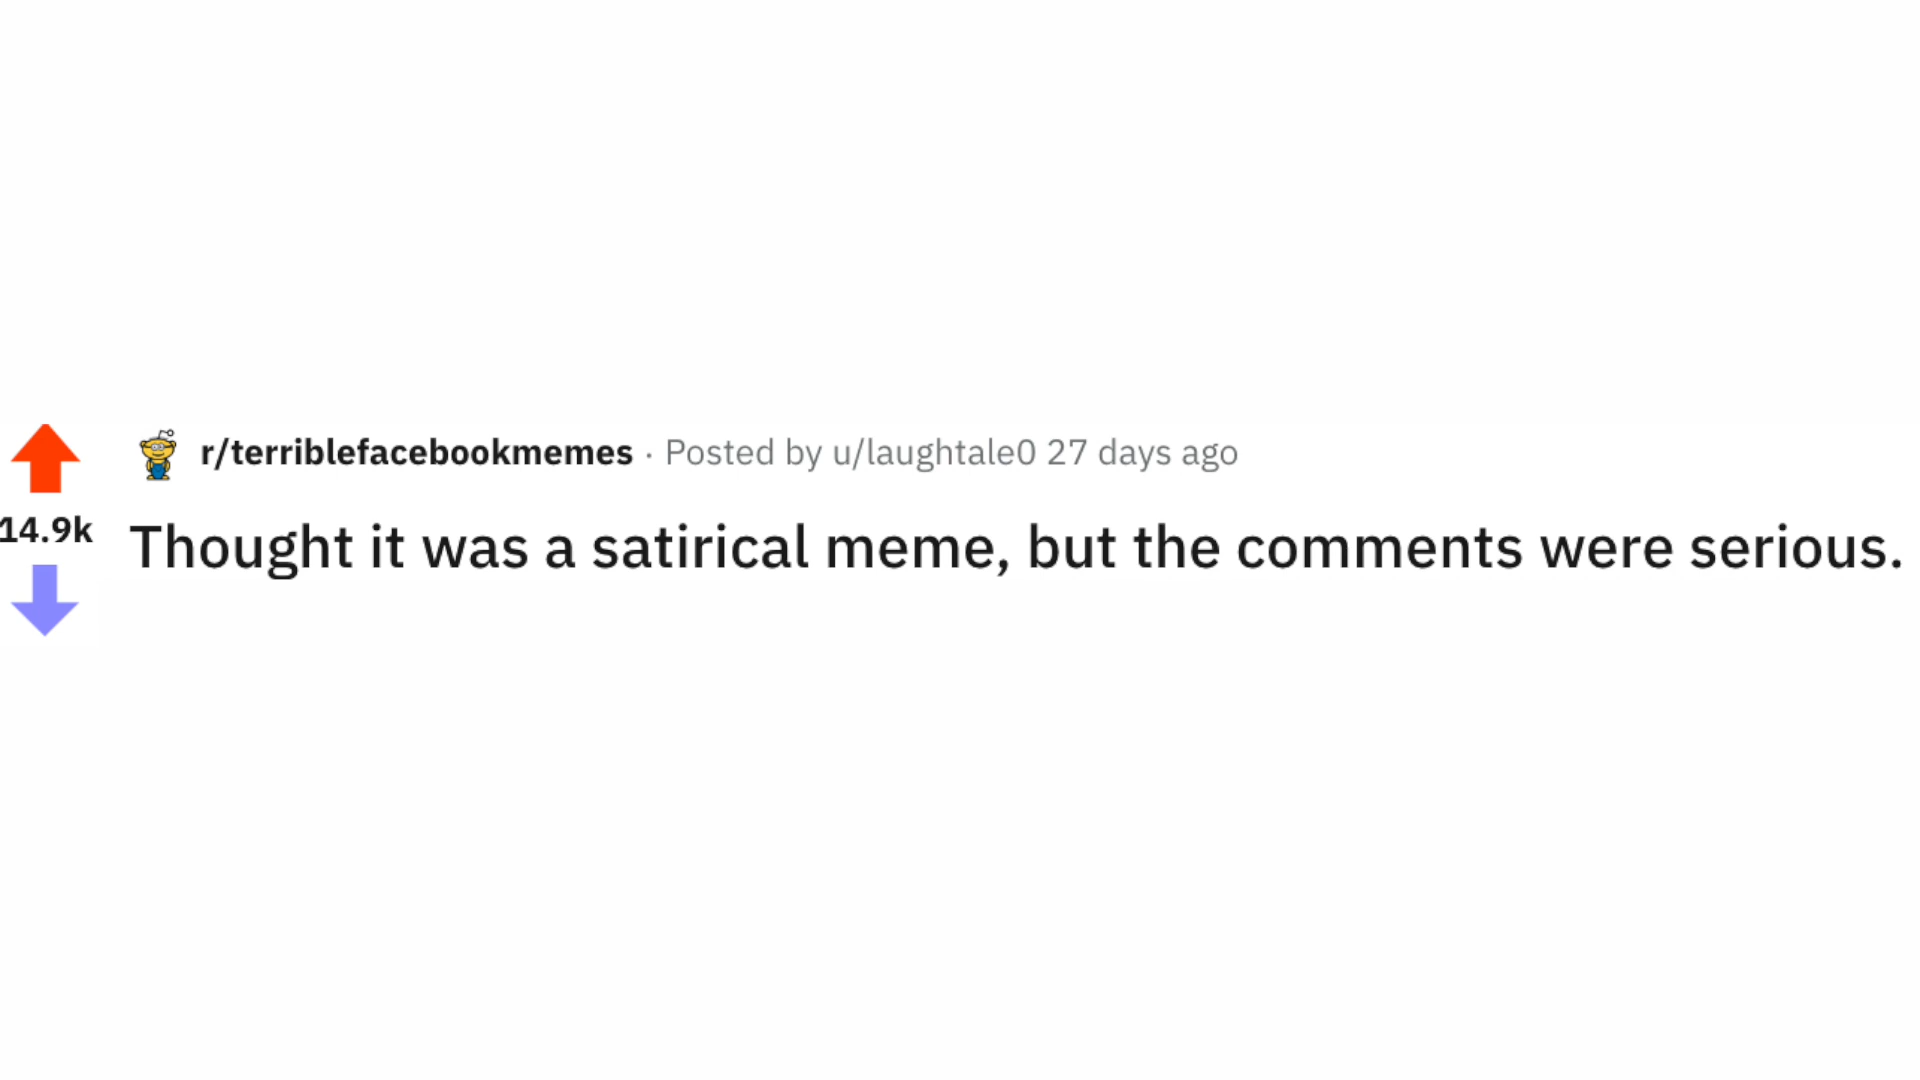 r/terriblefacebookmemes · Posted by u/laughtale0 27 days ago
14.9k
Thought it was a satirical meme, but the comments were serious.